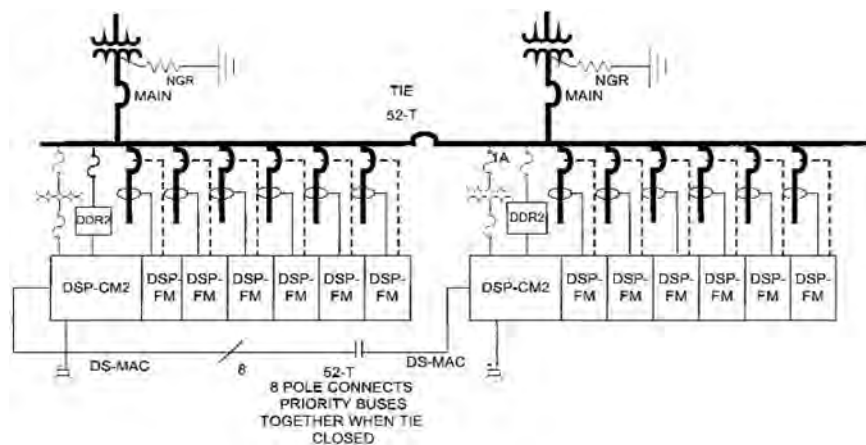 NGR
MAIN
TIE
52-T
NGR
MAIN
1A
DDR2
DDR2
DSP-CM2
DSP-
FM
DSP-
FM
DSP-
FM
DSP-
FM
DSP-
FM
DSP-
FM
DSP-CM2
DSP-
FM
DSP-
FM
DSP-
FM
DSP-
FM
DSP-
FM
DSP-
FM
DS-MAC
8
52-T
DS-MAC
8 POLE CONNECTS
PRIORITY BUSES
TOGETHER WHEN TIE
CLOSED